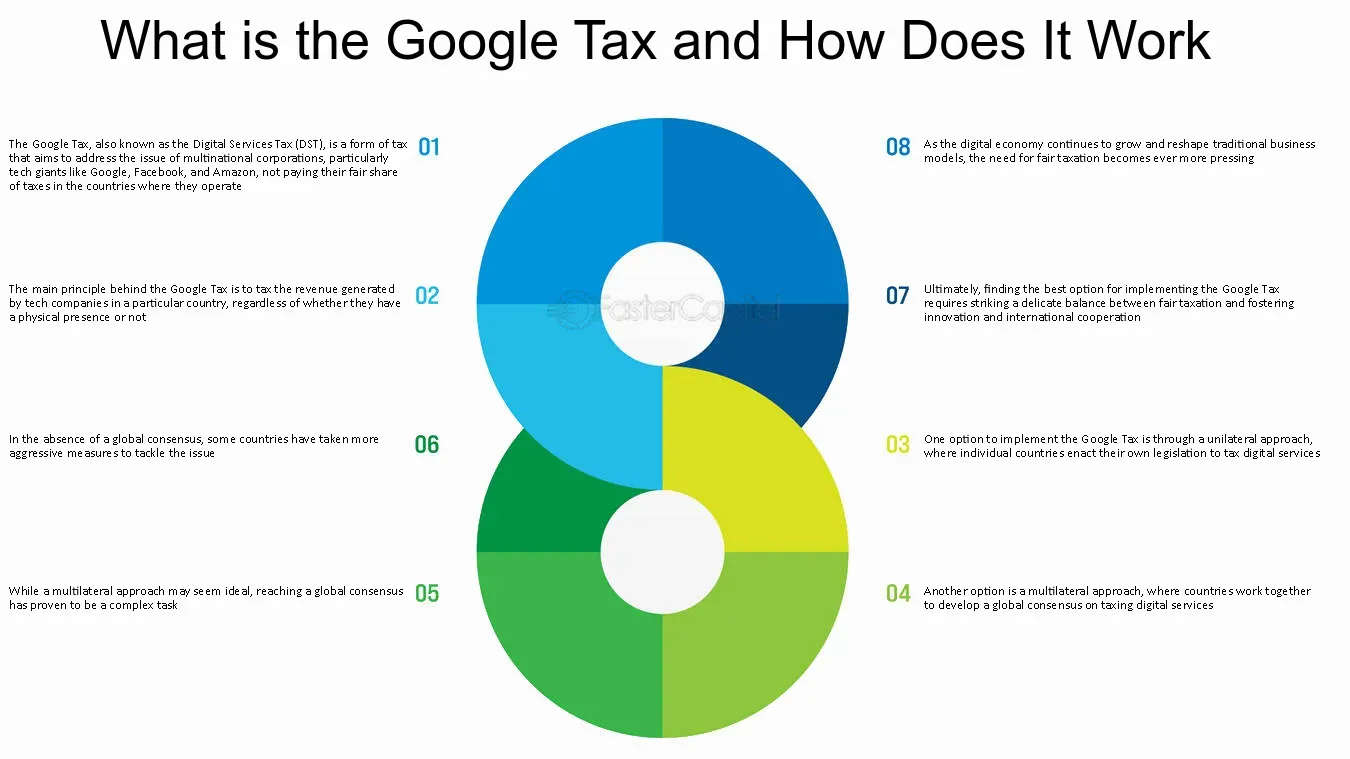 What is the Google Tax and How Does It Work
01
The Google Tax, also known as the Digital Services Tax (DST), is a form of tax
that aims to address the issue of multinational corporations, particularly
tech giants like Google, Facebook, and Amazon, not paying their fair share
of taxes in the countries where they operate
02
The main principle behind the Google Tax is to tax the revenue generated
by tech companies in a particular country, regardless of whether they have
a physical presence or not
03
One option to implement the Google Tax is through a unilateral approach,
where individual countries enact their own legislation to tax digital services
04
Another option is a multilateral approach, where countries work together
to develop a global consensus on taxing digital services
05
While a multilateral approach may seem ideal, reaching a global consensus
has proven to be a complex task
06
In the absence of a global consensus, some countries have taken more
aggressive measures to tackle the issue
07
Ultimately, finding the best option for implementing the Google Tax
requires striking a delicate balance between fair taxation and fostering
innovation and international cooperation
08
As the digital economy continues to grow and reshape traditional business
models, the need for fair taxation becomes ever more pressing
FasterCapital